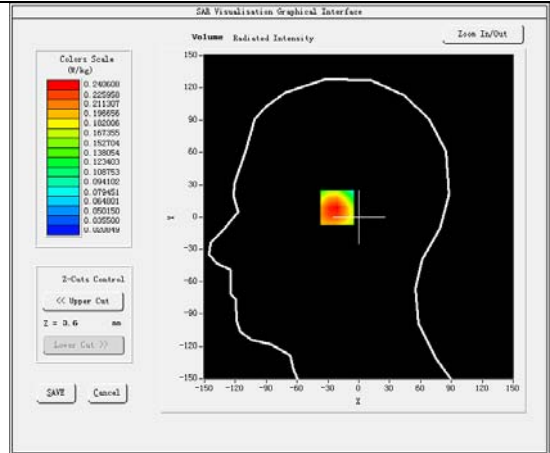 SAR Visualisation Graphical Interface
Volume Radiated Intensity
Zoom In/Out
Colors Scale
(W/kg)
0.240600
0.225958
0.211307
0.196656
0.182006
0.167355
0.152704
0.138054
0.123403
0.108753
0.094102
0.079451
0.064801
0.050150
0.035500
0.020849
Z-Cuts Control
<< Upper Cut
Z = 3.6 mm
Lower Cut >>
SAVE
Cancel
150
120
90
60
30
0
-30
-60
-90
-120
-150
Y
-150 -120 -90 -60 -30 0 30 60 90 120 150
X